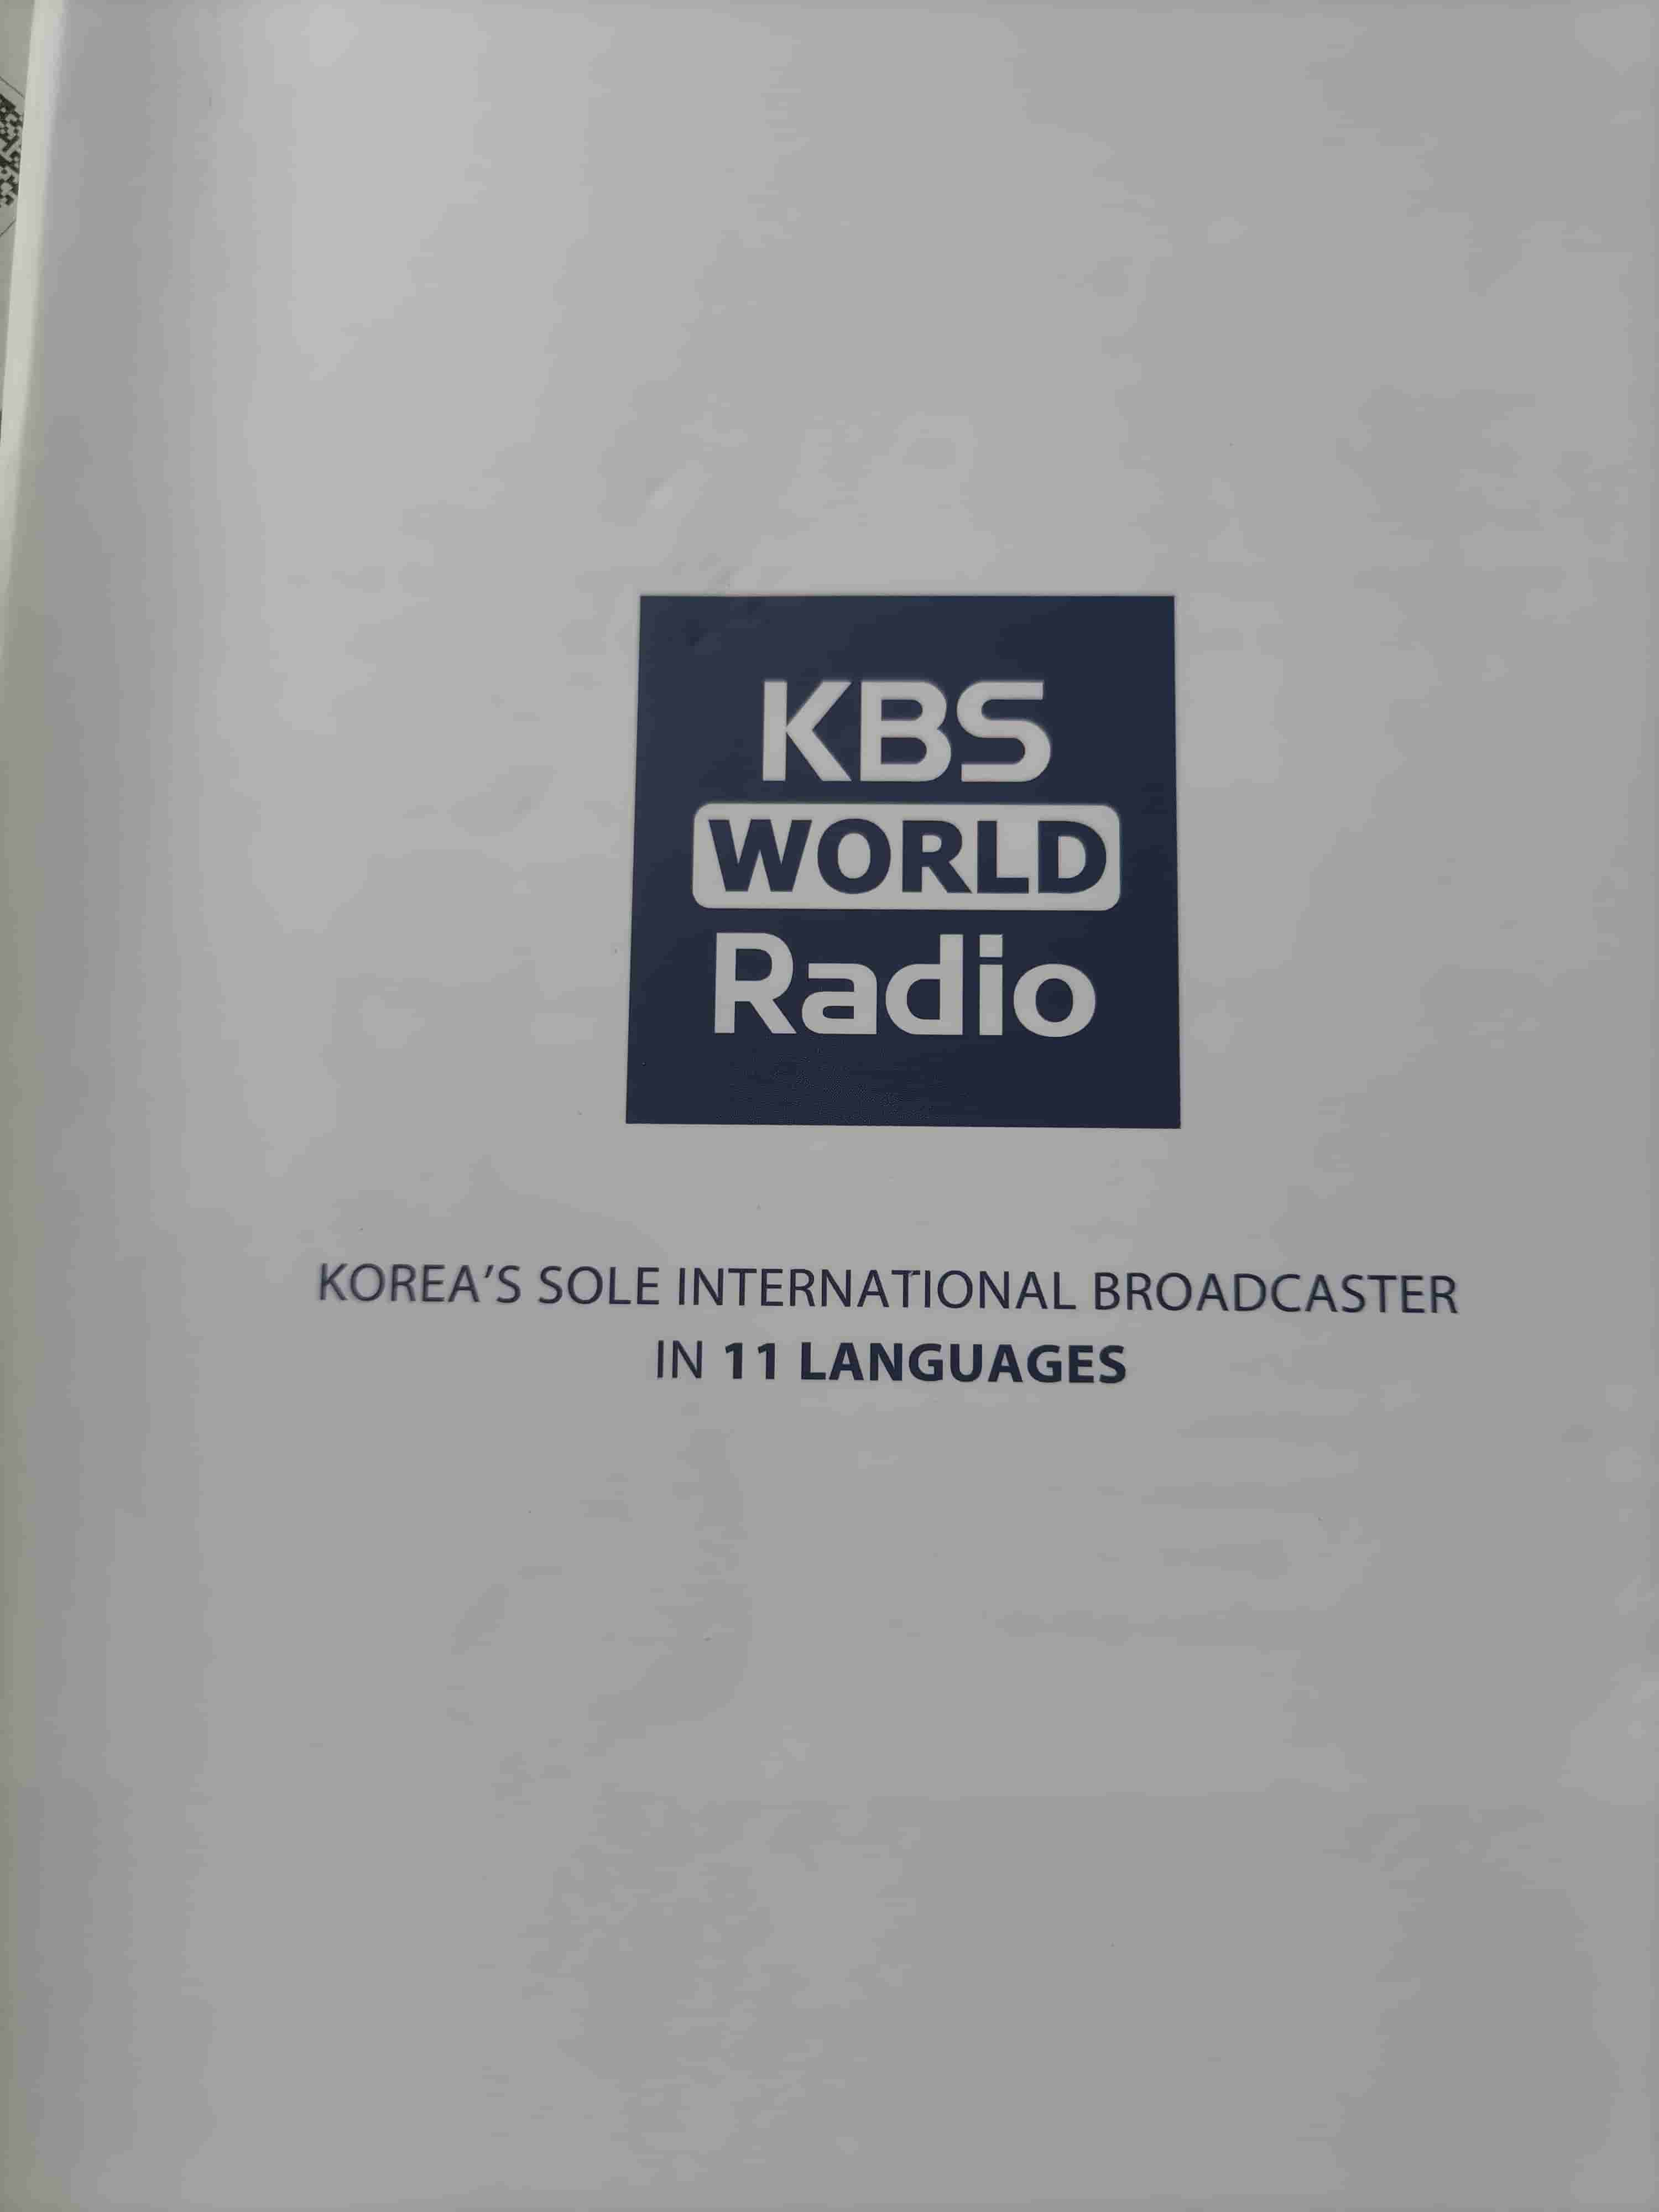 KBS
WORLD
Radio
KOREA'S SOLE INTERNATIONAL BROADCASTER
IN 11 LANGUAGES